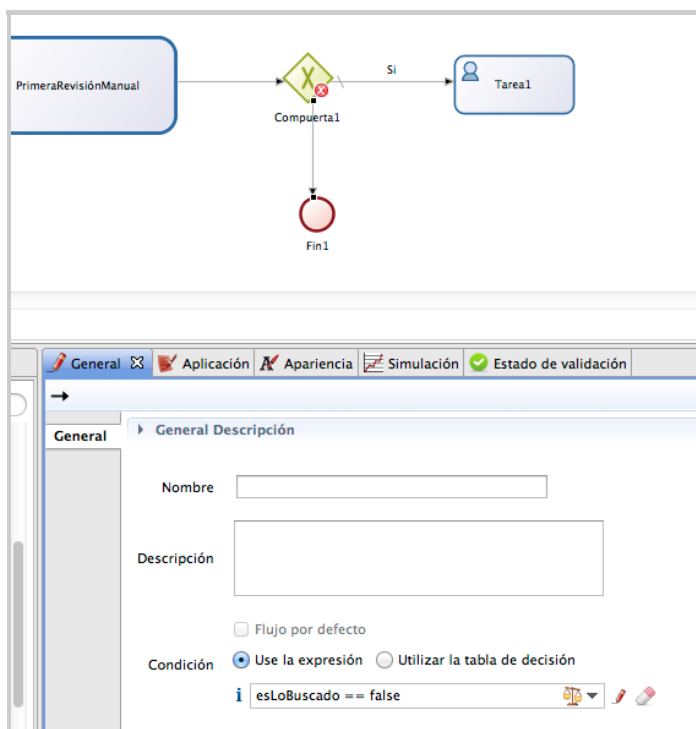 PrimeraRevisiónManual
Si
Tarea1
Compuerta1
Fin1
General Aplicación Apariencia Simulación Estado de validación
General
General Descripción
Nombre
Descripción
Flujo por defecto
Condición Use la expresión Utilizar la tabla de decisión
esLoBuscado == false